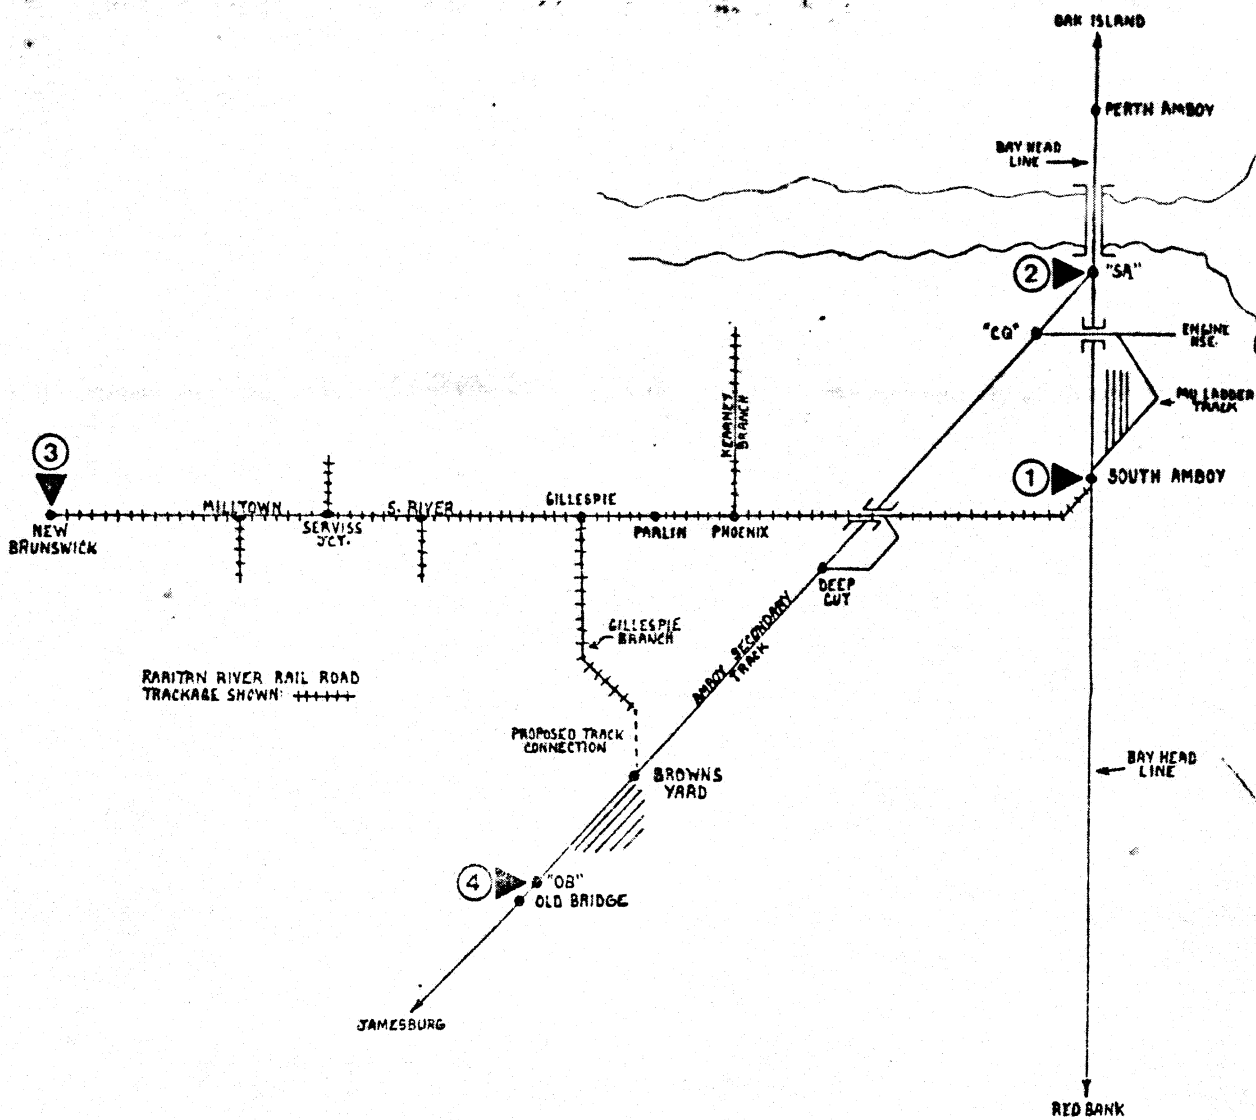 OAK ISLAND
PERTH AMBOY
BAY HEAD
LINE
2
"SA"
"CQ"
ENGINE
HSE.
MU LADDER
TRACK
KEARNEY
BRANCH
3
1
SOUTH AMBOY
MILLTOWN
S. RIVER
GILLESPIE
NEW
BRUNSWICK
SERVISS
JCT.
PARLIN
PHOENIX
DEEP
CUT
GILLESPIE
BRANCH
AMBOY SECONDARY
TRACK
RARITAN RIVER RAIL ROAD
TRACKAGE SHOWN:
PROPOSED TRACK
CONNECTION
BROWNS
YARD
BAY HEAD
LINE
4
"OB"
OLD BRIDGE
JAMESBURG
RED BANK